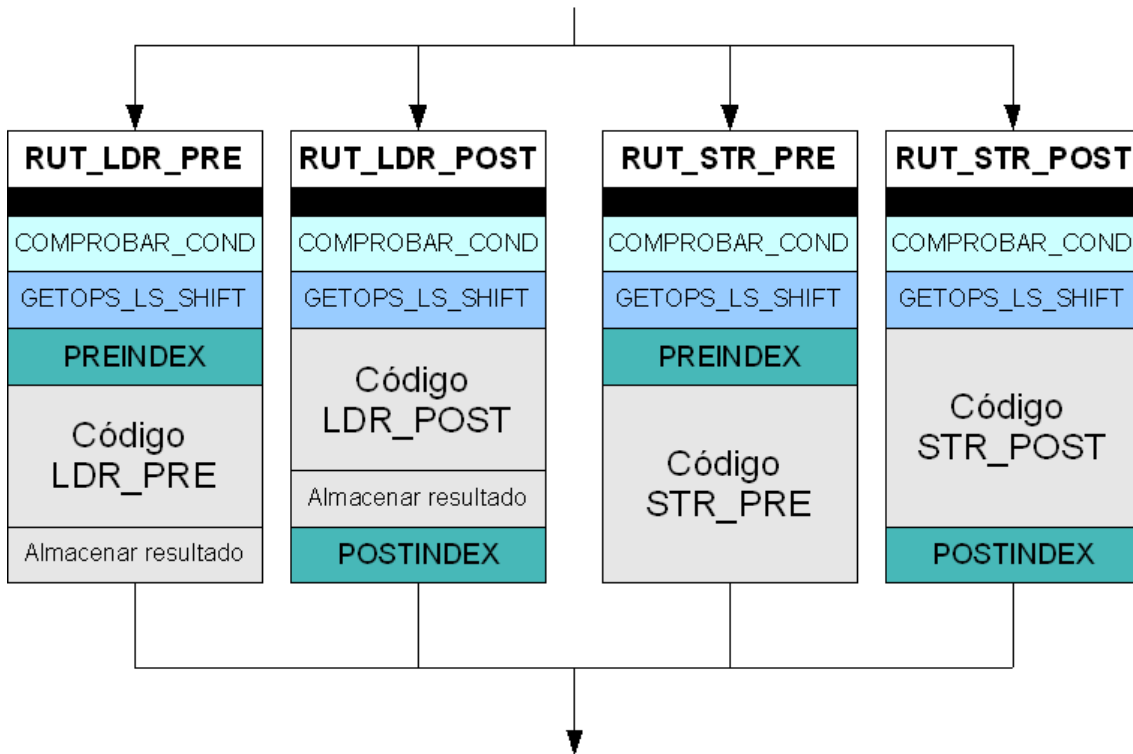 RUT_LDR_PRE
COMPROBAR_COND
GETOPS_LS_SHIFT
PREINDEX
Código
LDR_PRE
Almacenar resultado
RUT_LDR_POST
COMPROBAR_COND
GETOPS_LS_SHIFT
Código
LDR_POST
Almacenar resultado
POSTINDEX
RUT_STR_PRE
COMPROBAR_COND
GETOPS_LS_SHIFT
PREINDEX
Código
STR_PRE
RUT_STR_POST
COMPROBAR_COND
GETOPS_LS_SHIFT
Código
STR_POST
POSTINDEX